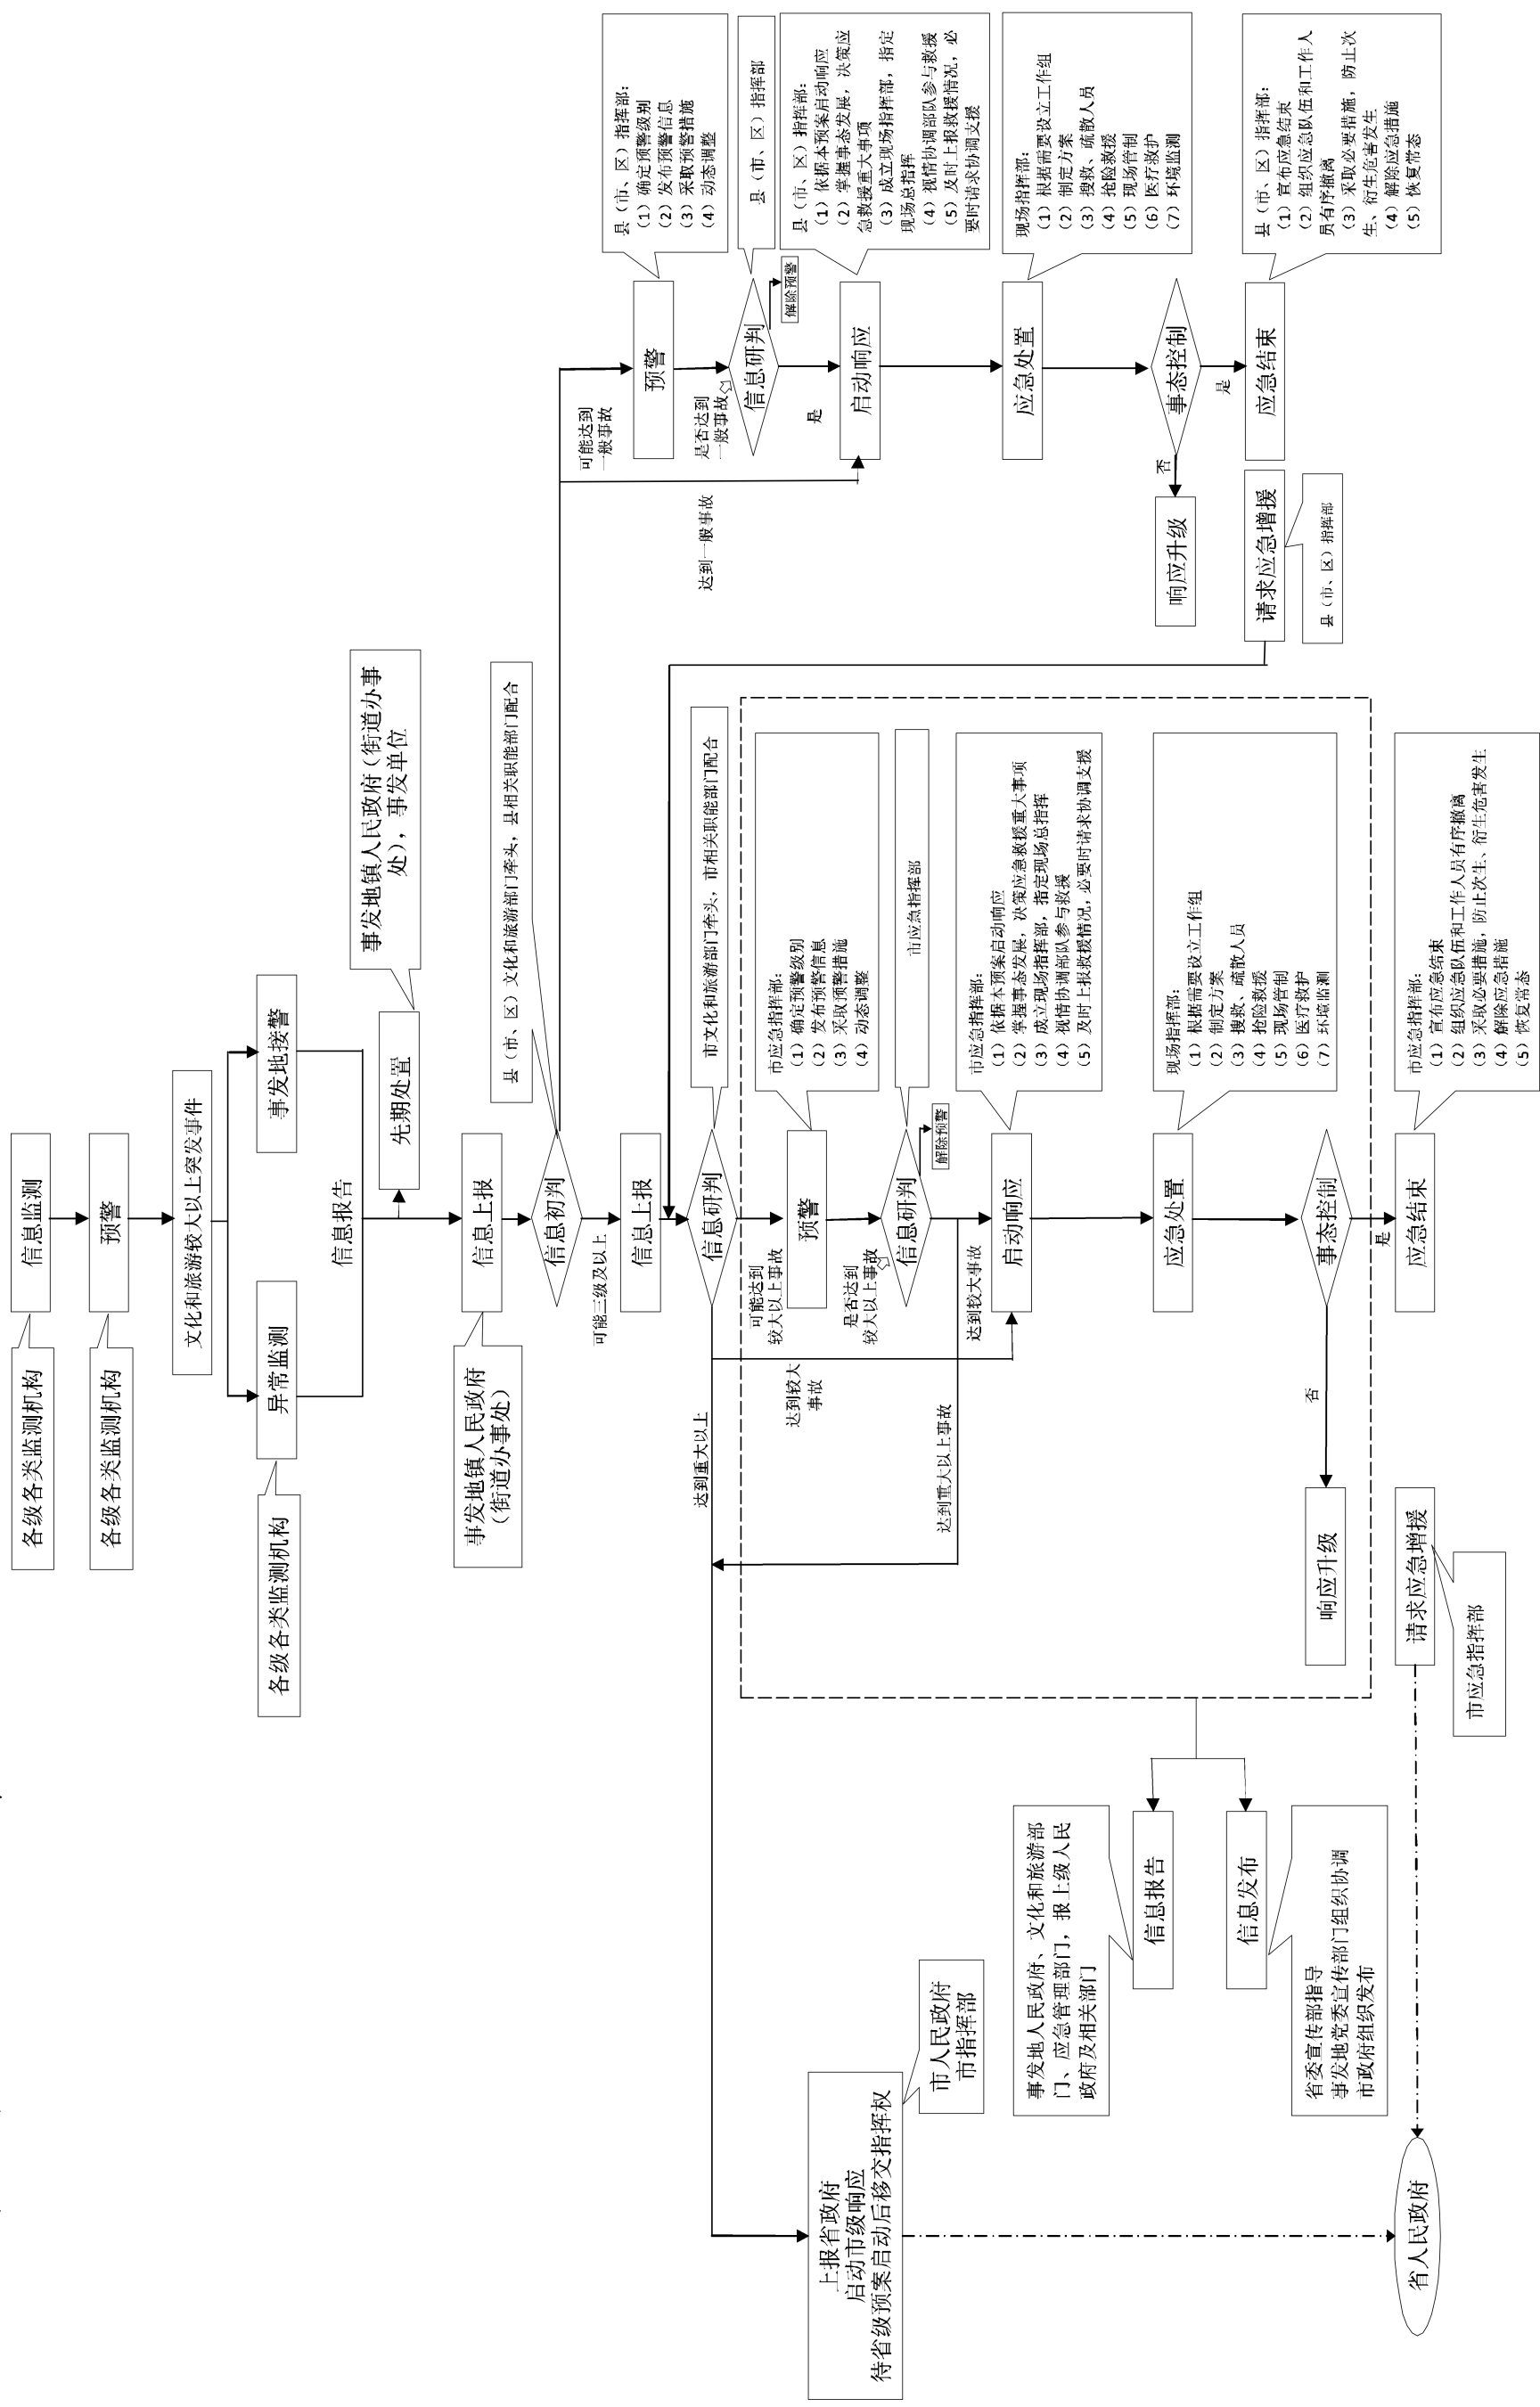 信息监测
各级各类监测机构
预警
各级各类监测机构
文化和旅游较大以上突发事件
异常监测
各级各类监测机构
事发地接警
信息报告
先期处置
事发地镇人民政府（街道办事
处），事发单位
信息上报
事发地镇人民政府
（街道办事处）
信息初判
县（市、区）文化和旅游部门牵头，县相关职能部门配合
可能三级及以上
信息上报
信息研判
市文化和旅游部门牵头，市相关职能部门配合
达到重大以上
可能达到
较大以上事故
预警
市应急指挥部：
（1）确定预警级别
（2）发布预警信息
（3）采取预警措施
（4）动态调整
达到较大
事故
是否达到
较大以上事故
信息研判
市应急指挥部
解除预警
达到重大以上事故
达到较大事故
启动响应
市应急指挥部：
（1）依据本预案启动响应
（2）掌握事态发展，决策应急救援重大事项
（3）成立现场指挥部，指定现场总指挥
（4）视情协调部队参与救援
（5）及时上报救援情况，必要时请求协调支援
应急处置
现场指挥部：
（1）根据需要设立工作组
（2）制定方案
（3）搜救、疏散人员
（4）抢险救援
（5）现场管制
（6）医疗救护
（7）环境监测
事态控制
否
响应升级
是
应急结束
市应急指挥部：
（1）宣布应急结束
（2）组织应急队伍和工作人员有序撤离
（3）采取必要措施，防止次生、衍生危害发生
（4）解除应急措施
（5）恢复常态
请求应急增援
市应急指挥部
可能达到
一般事故
预警
县（市、区）指挥部：
（1）确定预警级别
（2）发布预警信息
（3）采取预警措施
（4）动态调整
达到一般事故
是否达到
一般事故
信息研判
县（市、区）指挥部
解除预警
是
启动响应
县（市、区）指挥部：
（1）依据本预案启动响应
（2）掌握事态发展，决策应
急救援重大事项
（3）成立现场指挥部，指定
现场总指挥
（4）视情协调部队参与救援
（5）及时上报救援情况，必
要时请求协调支援
应急处置
现场指挥部：
（1）根据需要设立工作组
（2）制定方案
（3）搜救、疏散人员
（4）抢险救援
（5）现场管制
（6）医疗救护
（7）环境监测
事态控制
否
响应升级
是
应急结束
县（市、区）指挥部：
（1）宣布应急结束
（2）组织应急队伍和工作人
员有序撤离
（3）采取必要措施，防止次
生、衍生危害发生
（4）解除应急措施
（5）恢复常态
请求应急增援
县（市、区）指挥部
上报省政府
启动市级响应
待省级预案启动后移交指挥权
市人民政府
市指挥部
事发地人民政府、文化和旅游部
门、应急管理部门，报上级人民
政府及相关部门
信息报告
信息发布
省委宣传部指导
事发地党委宣传部门组织协调
市政府组织发布
省人民政府